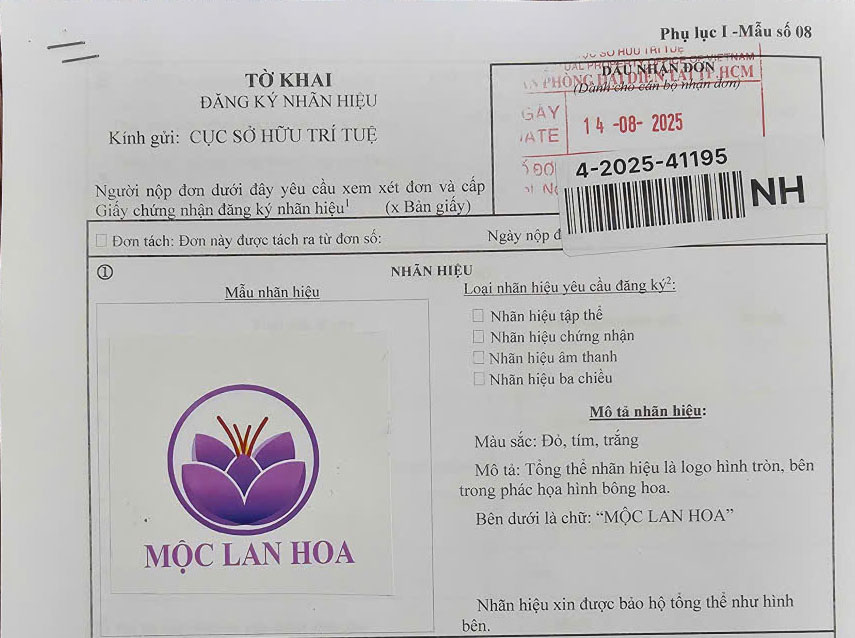 Phụ lục I -Mẫu số 08
TỜ KHAI
ĐĂNG KÝ NHÃN HIỆU
Kính gửi: CỤC SỞ HỮU TRÍ TUỆ
Người nộp đơn dưới đây yêu cầu xem xét đơn và cấp
Giấy chứng nhận đăng ký nhãn hiệu¹ (x Bản giấy)
DẤU NHẬN ĐƠN
(Dành cho cán bộ nhận đơn)
PHÒNG ĐẠI DIỆN TẠI TP.HCM
14 -08- 2025
4-2025-41195
NH
Đơn tách: Đơn này được tách ra từ đơn số: Ngày nộp
① NHÃN HIỆU
Mẫu nhãn hiệu
MỘC LAN HOA
Loại nhãn hiệu yêu cầu đăng ký²:
Nhãn hiệu tập thể
Nhãn hiệu chứng nhận
Nhãn hiệu âm thanh
Nhãn hiệu ba chiều
Mô tả nhãn hiệu:
Màu sắc: Đỏ, tím, trắng
Mô tả: Tổng thể nhãn hiệu là logo hình tròn, bên
trong phác họa hình bông hoa.
Bên dưới là chữ: “MỘC LAN HOA”
Nhãn hiệu xin được bảo hộ tổng thể như hình
bên.